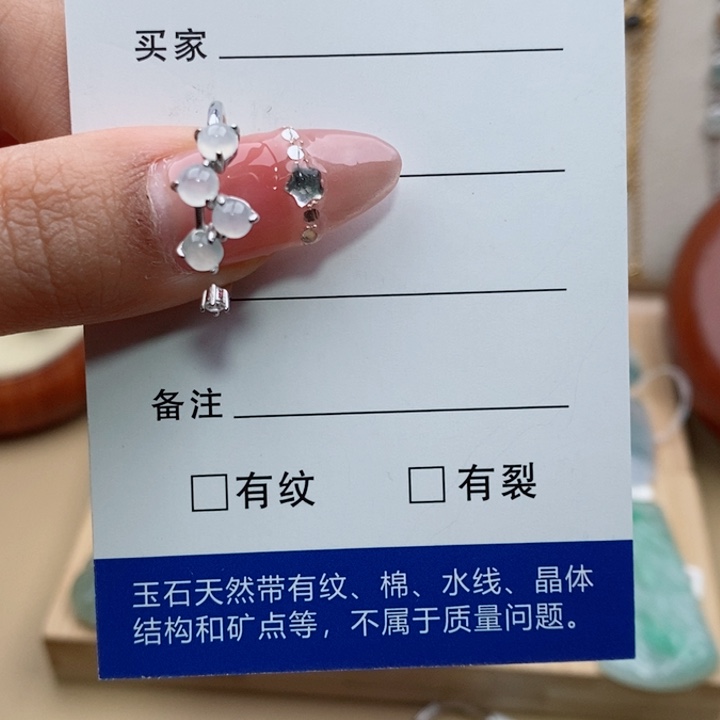 买家
备注
□有纹 □有裂
玉石天然带有纹、棉、水线、晶体
结构和矿点等，不属于质量问题。